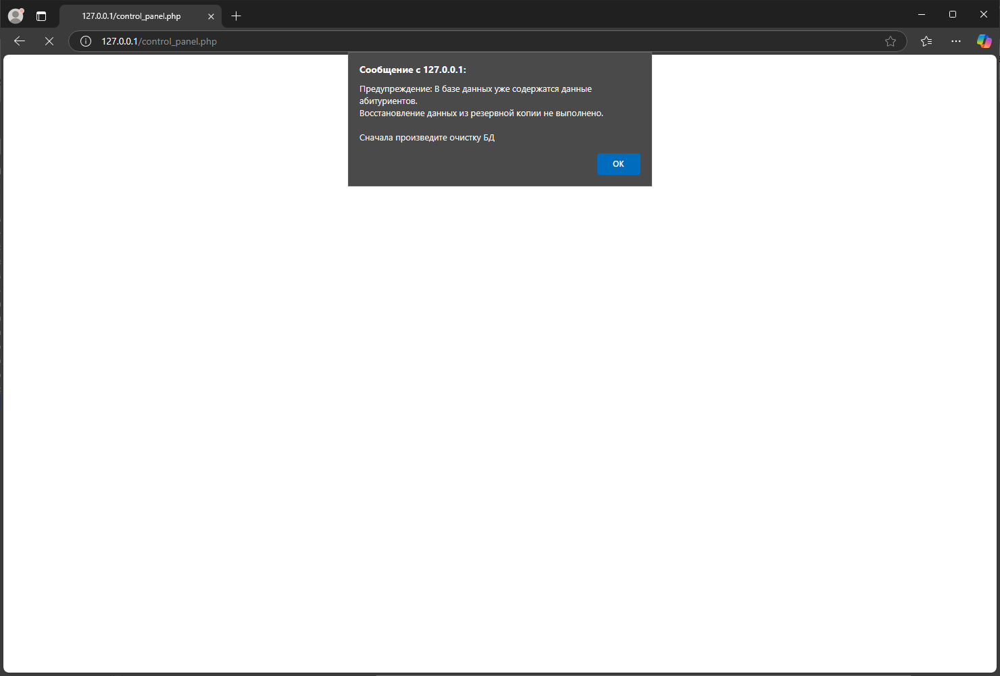 127.0.0.1/control_panel.php
127.0.0.1/control_panel.php
Сообщение с 127.0.0.1:
Предупреждение: В базе данных уже содержатся данные
абитуриентов.
Восстановление данных из резервной копии не выполнено.
Сначала произведите очистку БД
ОК